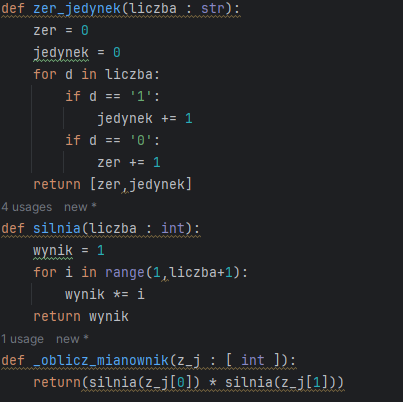 def zer_jedynek(liczba : str):
    zer = 0
    jedynek = 0
    for d in liczba:
        if d == '1':
            jedynek += 1
        if d == '0':
            zer += 1
    return [zer,jedynek]
4 usages   new *
def silnia(liczba : int):
    wynik = 1
    for i in range(1,liczba+1):
        wynik *= i
    return wynik
1 usage   new *
def _oblicz_mianownik(z_j : [ int ]):
    return(silnia(z_j[0]) * silnia(z_j[1]))